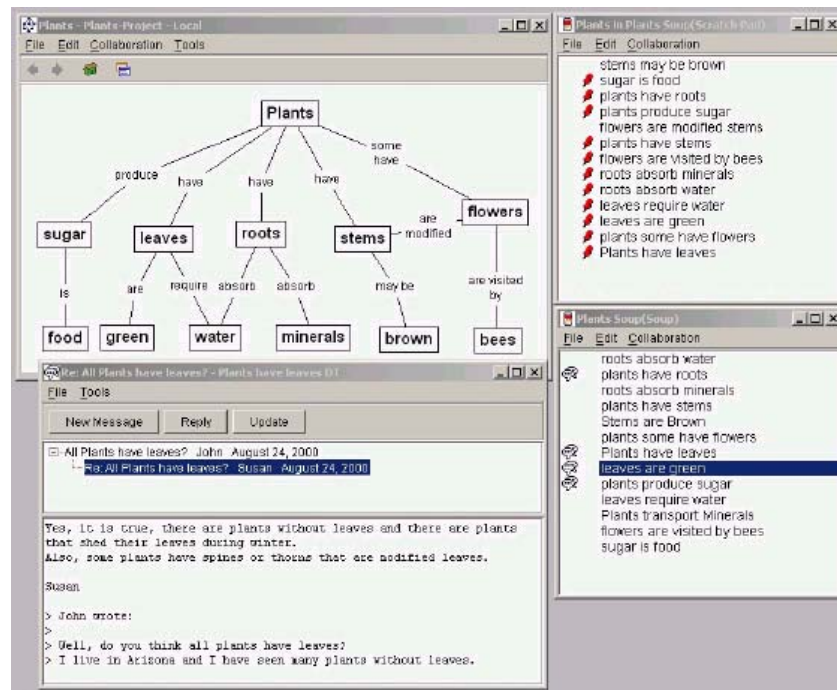 Plants - Plants-Project - Local
File Edit Collaboration Tools
Plants
some
have
produce
have
have
have
sugar
leaves
roots
stems
are
modified
flowers
is
are
require
absorb
absorb
may be
are visited
by
food
green
water
minerals
brown
bees
Plants in Plants Soup(Scratch Pad)
File Edit Collaboration
stems may be brown
sugar is food
plants have roots
plants produce sugar
flowers are modified stems
plants have stems
flowers are visited by bees
roots absorb minerals
roots absorb water
leaves require water
leaves are green
plants some have flowers
Plants have leaves
Plants Soup(Soup)
File Edit Collaboration
roots absorb water
plants have roots
roots absorb minerals
plants have stems
Stems are Brown
plants some have flowers
Plants have leaves
leaves are green
plants produce sugar
leaves require water
Plants transport Minerals
flowers are visited by bees
sugar is food
Re: All Plants have leaves? - Plants have leaves DT
File Tools
New Message Reply Update
All Plants have leaves? John August 24, 2000
Re: All Plants have leaves? Susan August 24, 2000
Yes, it is true, there are plants without leaves and there are plants
that shed their leaves during winter.
Also, some plants have spines or thorns that are modified leaves.
Susan
> John wrote:
>
> Well, do you think all plants have leaves?
> I live in Arizona and I have seen many plants without leaves.